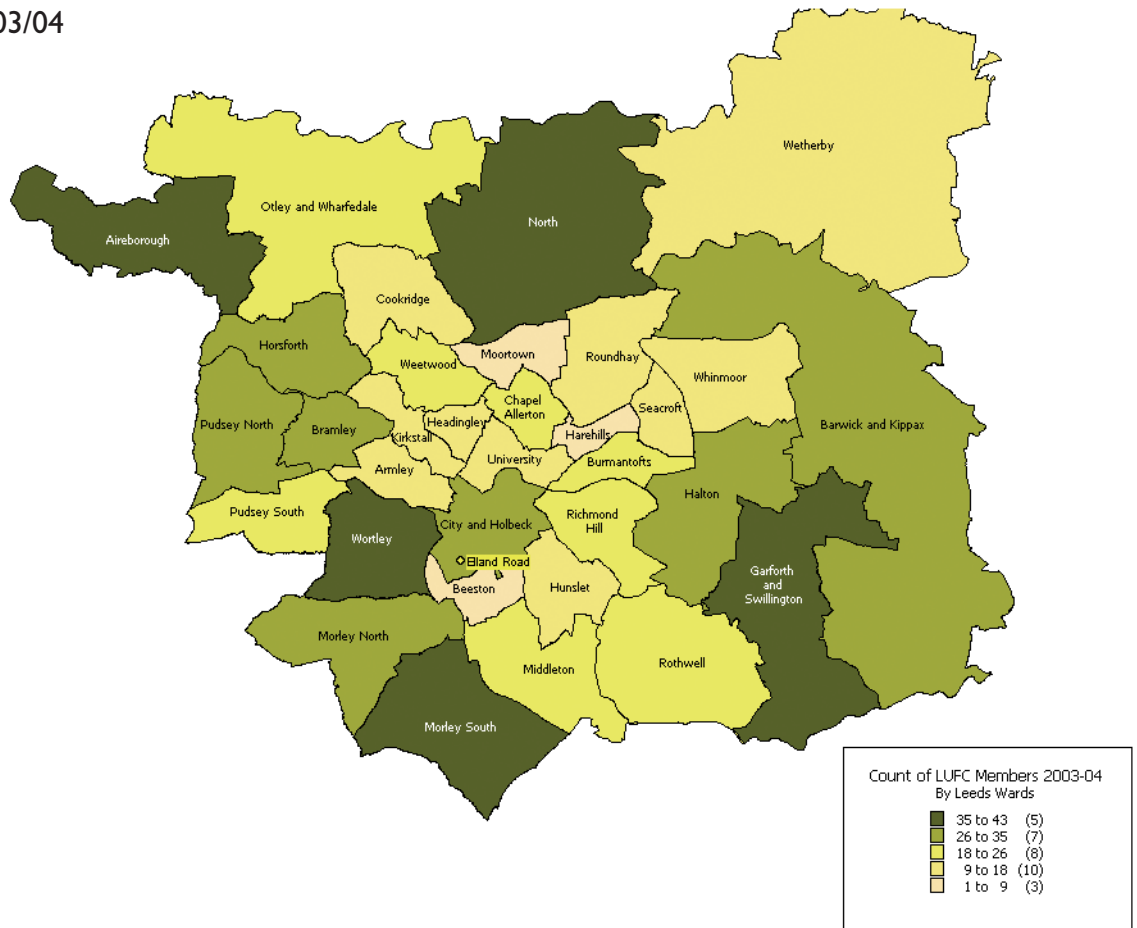 03/04
Wetherby
Otley and Wharfedale
North
Aireborough
Cookridge
Horsforth
Moortown
Roundhay
Weetwood
Whinmoor
Chapel
Allerton
Seacroft
Pudsey North
Bramley
Headingley
Kirkstall
Harehills
Barwick and Kippax
University
Burmantofts
Armley
Halton
Pudsey South
City and Holbeck
Richmond
Hill
Wortley
Elland Road
Garforth
and
Swillington
Beeston
Hunslet
Morley North
Middleton
Rothwell
Morley South
Count of LUFC Members 2003-04
By Leeds Wards
35 to 43 (5)
26 to 35 (7)
18 to 26 (8)
9 to 18 (10)
1 to 9 (3)